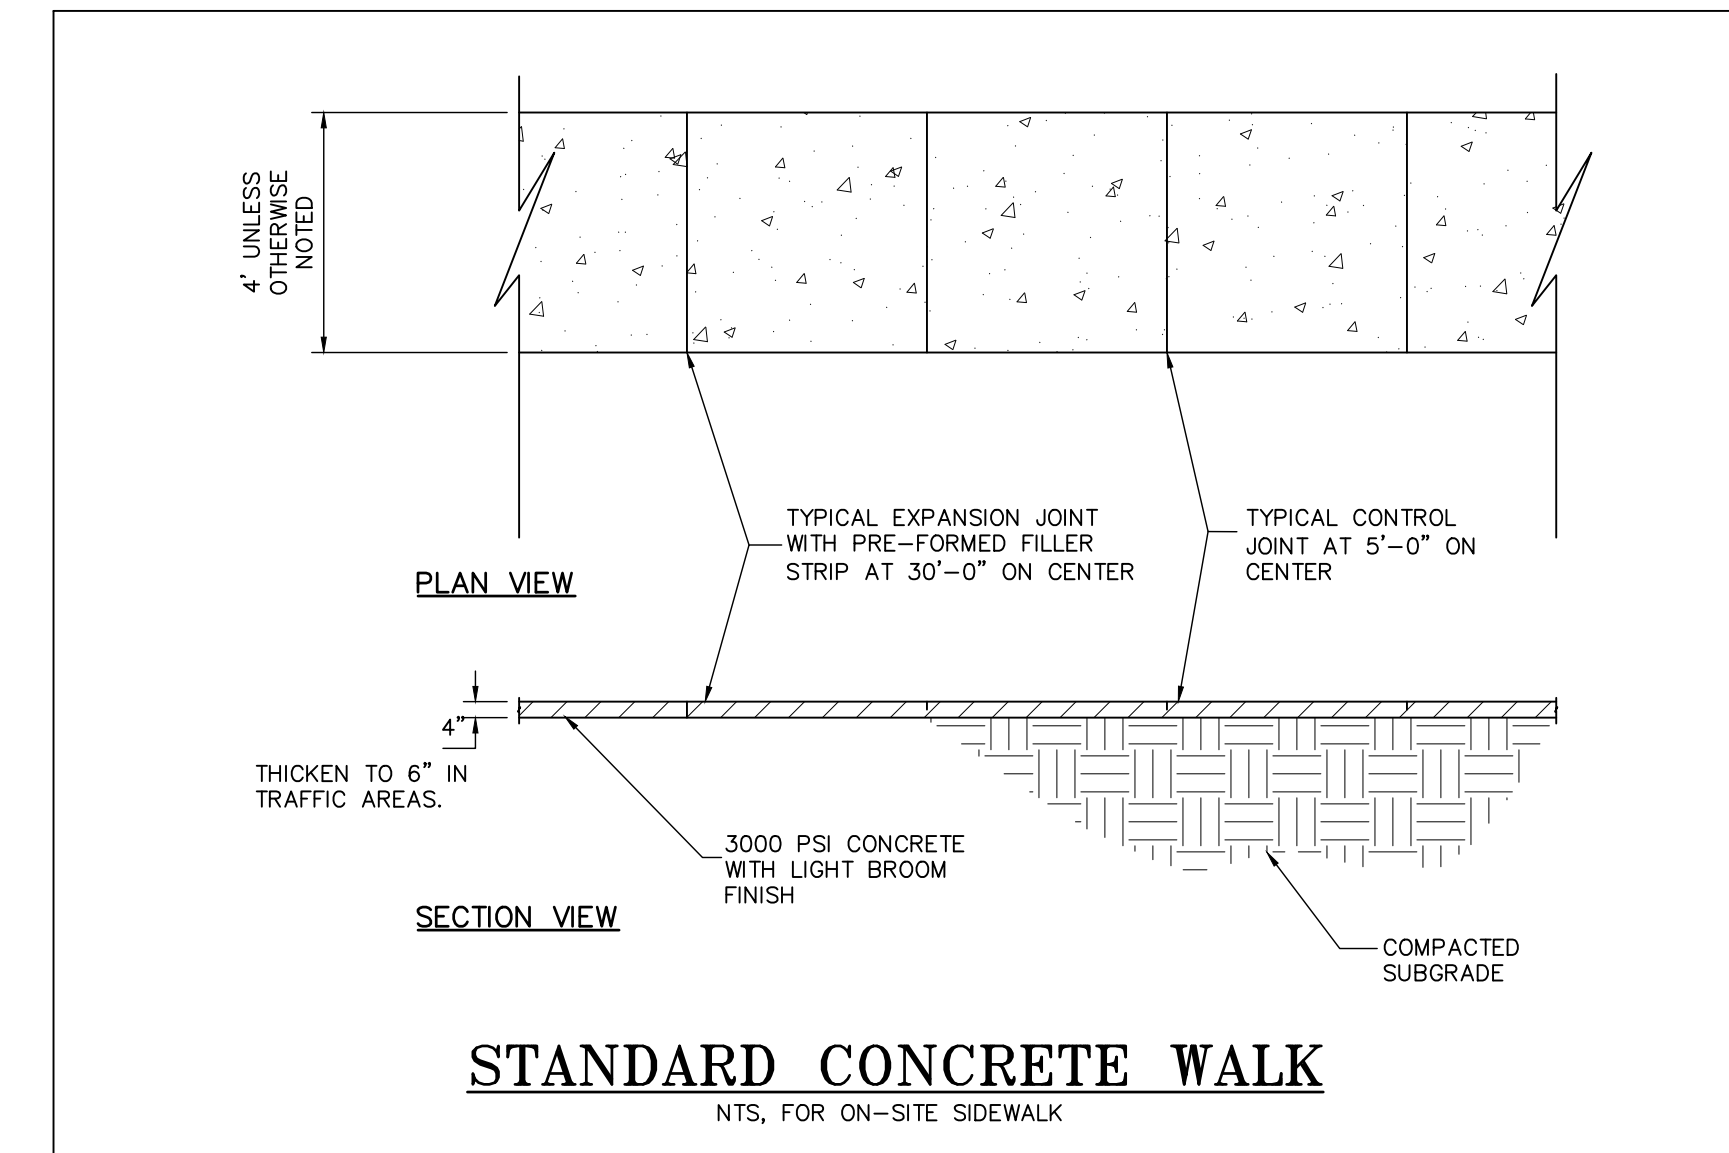 4' UNLESS
OTHERWISE
NOTED
TYPICAL EXPANSION JOINT
WITH PRE-FORMED FILLER
STRIP AT 30'-0" ON CENTER
TYPICAL CONTROL
JOINT AT 5'-0" ON
CENTER
PLAN VIEW
4"
THICKEN TO 6" IN
TRAFFIC AREAS.
3000 PSI CONCRETE
WITH LIGHT BROOM
FINISH
SECTION VIEW
COMPACTED
SUBGRADE
STANDARD CONCRETE WALK
NTS, FOR ON-SITE SIDEWALK